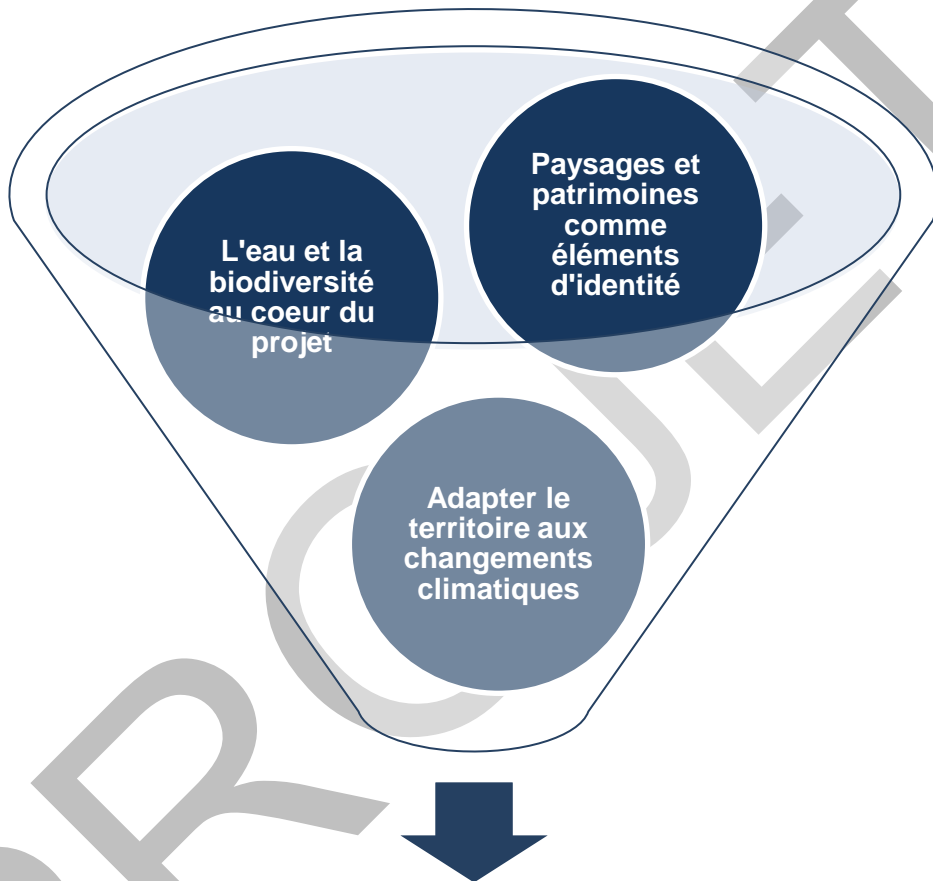 L'eau et la
biodiversité
au coeur du
projet
Paysages et
patrimoines
comme
éléments
d'identité
Adapter le
territoire aux
changements
climatiques
PROJET